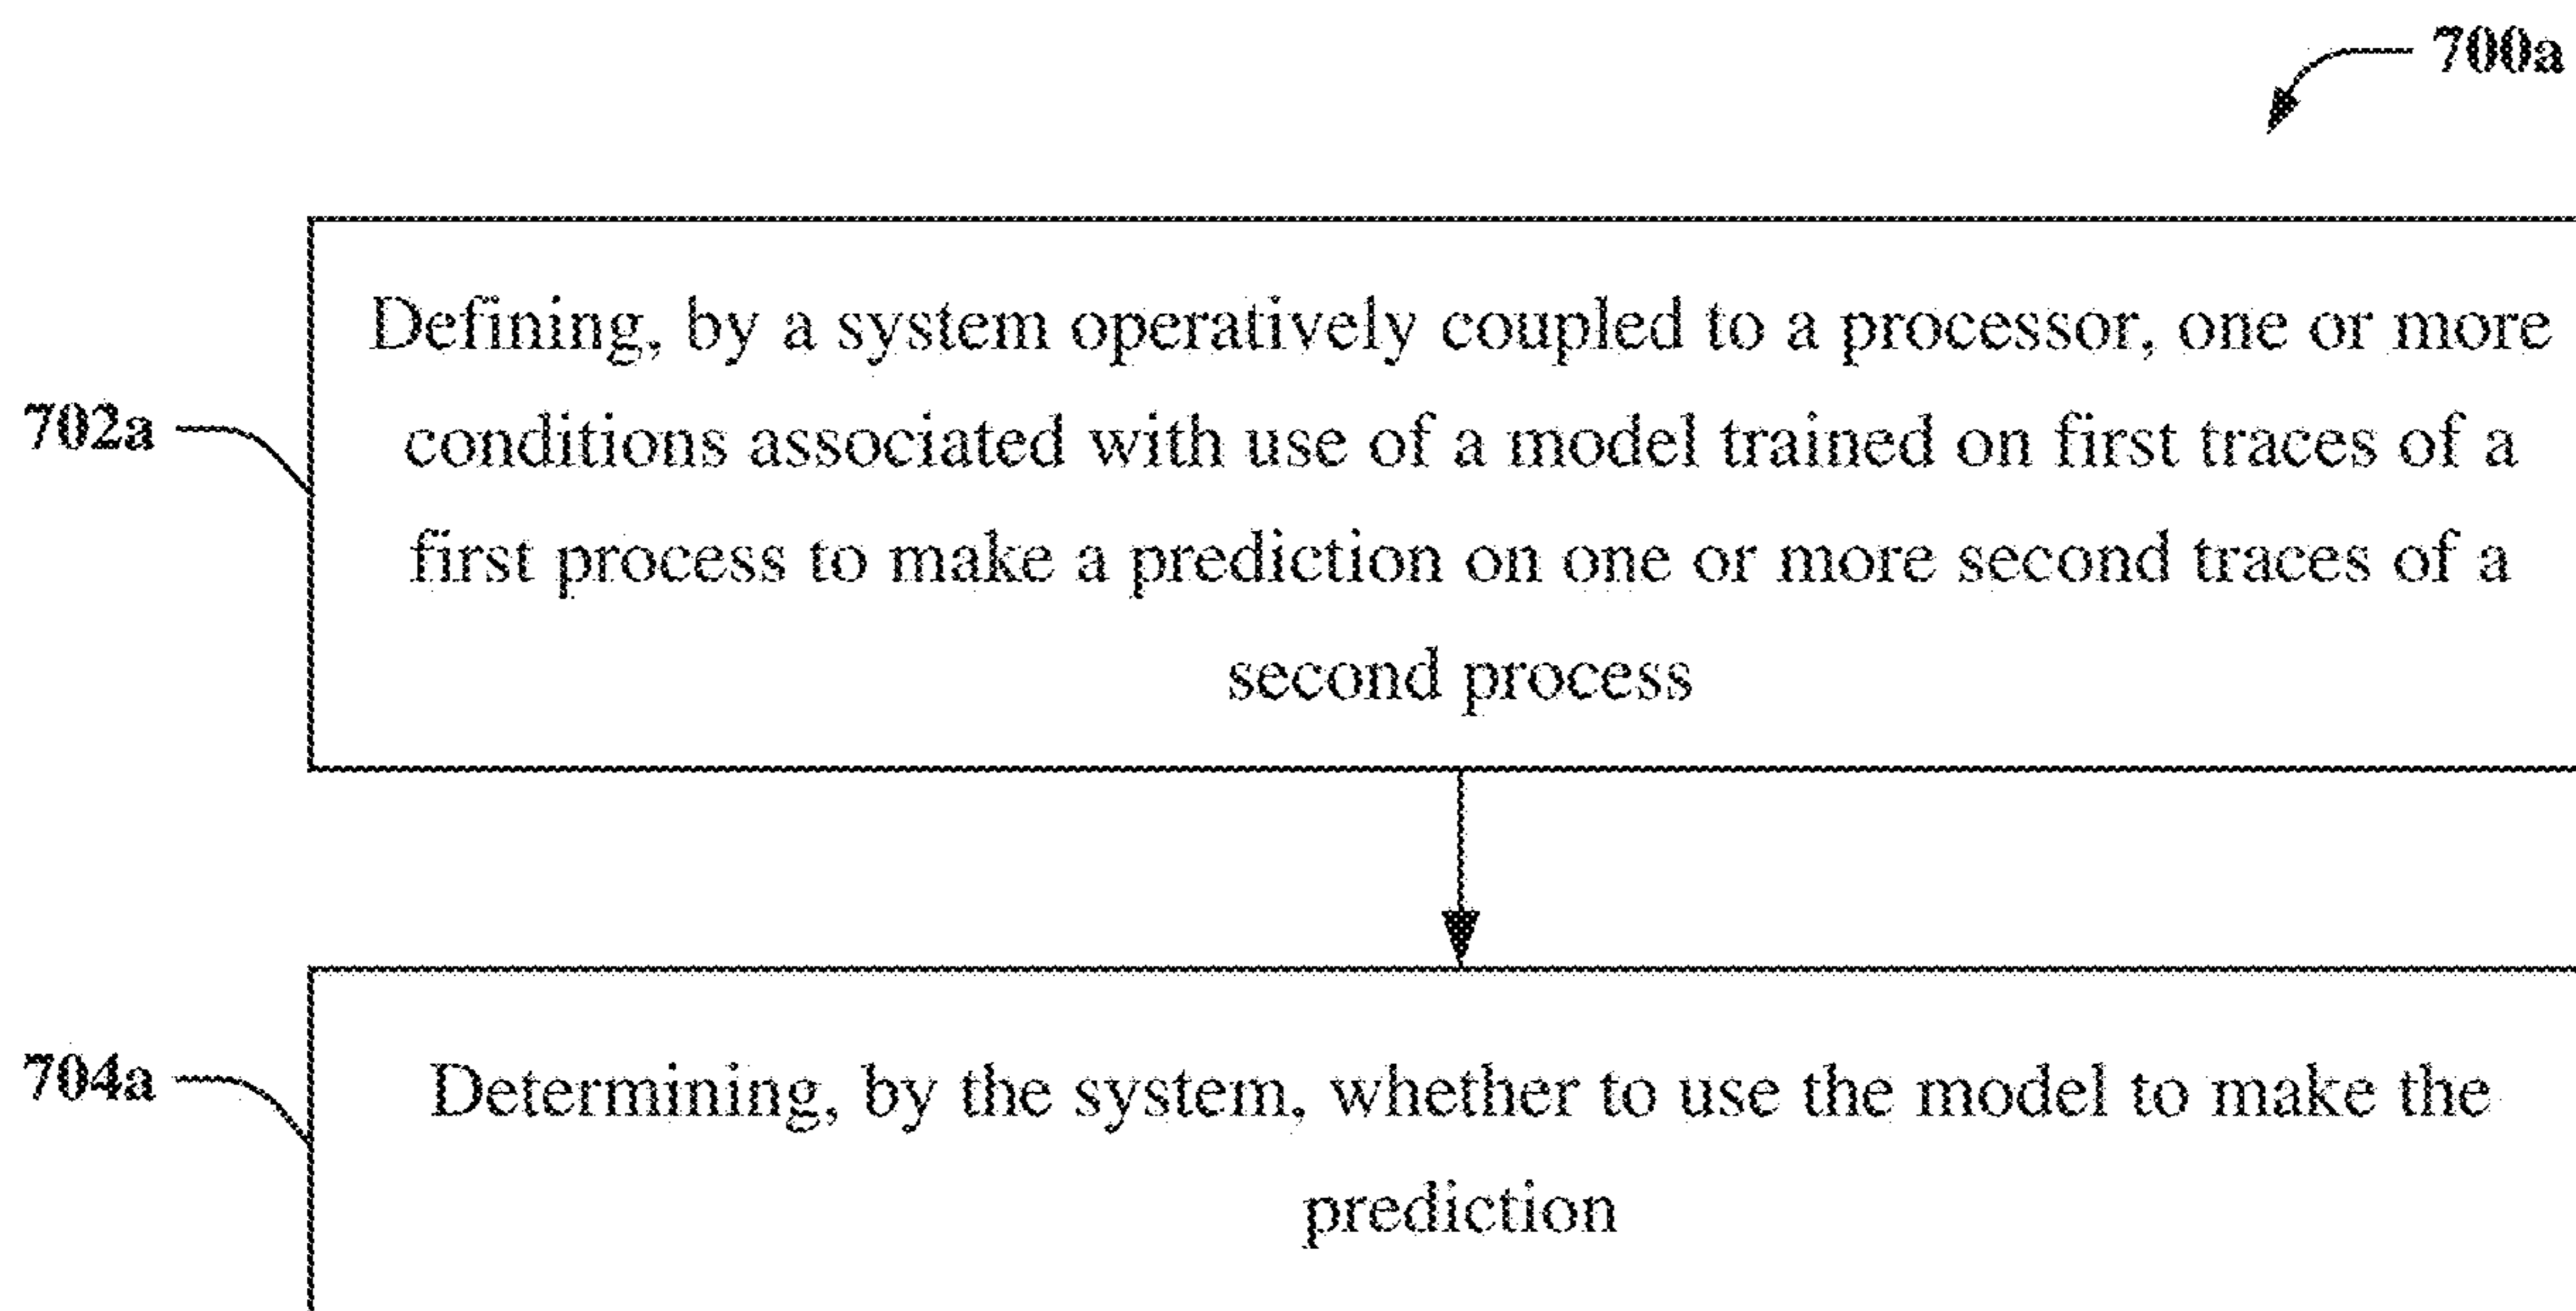 700a
Defining, by a system operatively coupled to a processor, one or more
702a
conditions associated with use of a model trained on first traces of a
first process to make a prediction on one or more second traces of a
second process
704a
Determining, by the system, whether to use the model to make the
prediction